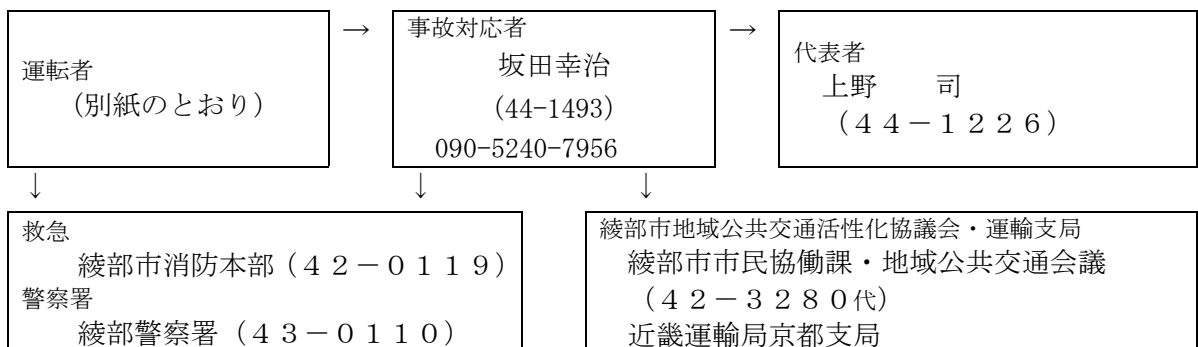 運転者
（別紙のとおり）
→
事故対応者
坂田幸治
(44-1493)
090-5240-7956
→
代表者
上野　　司
（４４－１２２６）
↓
↓
↓
救急
綾部市消防本部（４２－０１１９）
警察署
綾部警察署（４３－０１１０）
綾部市地域公共交通活性化協議会・運輸支局
綾部市市民協働課・地域公共交通会議
（４２－３２８０代）
近畿運輸局京都支局